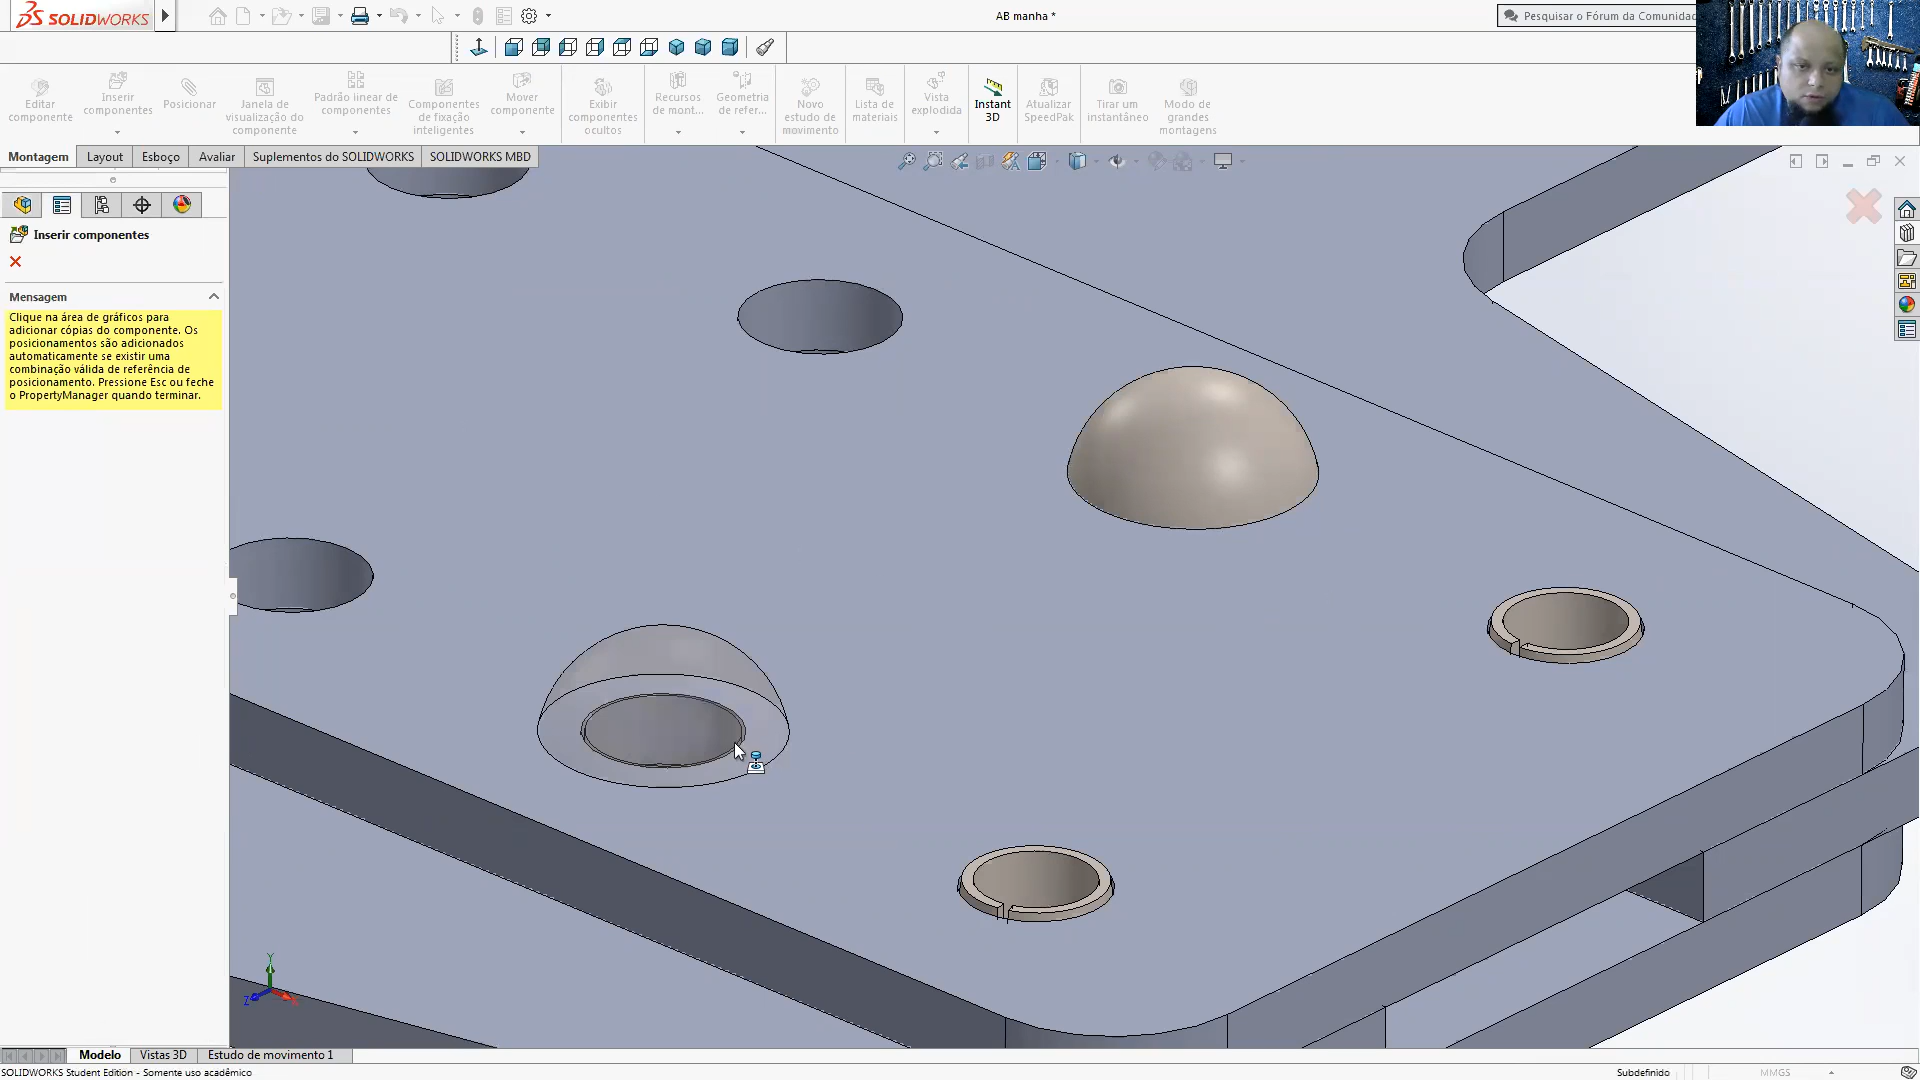 SOLIDWORKS
AB manha *
Pesquisar o Fórum da Comunidad
Editar
componente
Inserir
componentes
Posicionar
Janela de
visualização do
componente
Padrão linear de
componentes
Componentes
de fixação
inteligentes
Mover
componente
Exibir
componentes
ocultos
Recursos
de mont...
Geometria
de refer...
Novo
estudo de
movimento
Lista de
materiais
Vista
explodida
Instant
3D
Atualizar
SpeedPak
Tirar um
instantâneo
Modo de
grandes
montagens
Montagem
Layout
Esboço
Avaliar
Suplementos do SOLIDWORKS
SOLIDWORKS MBD
Inserir componentes
Mensagem
Clique na área de gráficos para
adicionar cópias do componente. Os
posicionamentos são adicionados
automaticamente se existir uma
combinação válida de referência de
posicionamento. Pressione Esc ou feche
o PropertyManager quando terminar.
Y
Z
Modelo
Vistas 3D
Estudo de movimento 1
SOLIDWORKS Student Edition - Somente uso acadêmico
Subdefinido
MMGS